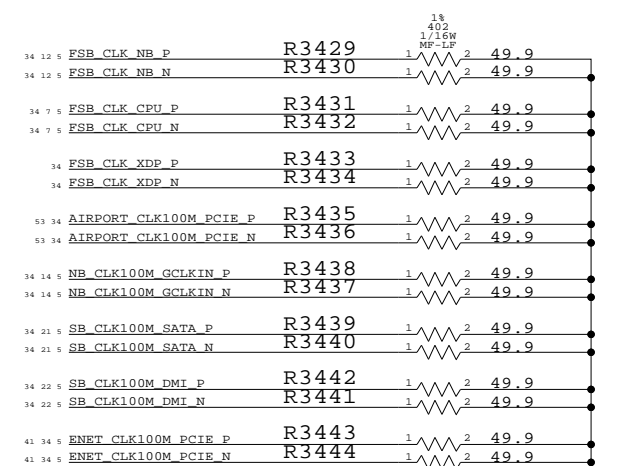 1%
402
1/16W
MF-LF
34 12 5 FSB_CLK_NB_P R3429 1 2 49.9
34 12 5 FSB_CLK_NB_N R3430 1 2 49.9
34 7 5 FSB_CLK_CPU_P R3431 1 2 49.9
34 7 5 FSB_CLK_CPU_N R3432 1 2 49.9
34 FSB_CLK_XDP_P R3433 1 2 49.9
34 FSB_CLK_XDP_N R3434 1 2 49.9
53 34 AIRPORT_CLK100M_PCIE_P R3435 1 2 49.9
53 34 AIRPORT_CLK100M_PCIE_N R3436 1 2 49.9
34 14 5 NB_CLK100M_GCLKIN_P R3438 1 2 49.9
34 14 5 NB_CLK100M_GCLKIN_N R3437 1 2 49.9
34 21 5 SB_CLK100M_SATA_P R3439 1 2 49.9
34 21 5 SB_CLK100M_SATA_N R3440 1 2 49.9
34 22 5 SB_CLK100M_DMI_P R3442 1 2 49.9
34 22 5 SB_CLK100M_DMI_N R3441 1 2 49.9
41 34 5 ENET_CLK100M_PCIE_P R3443 1 2 49.9
41 34 5 ENET_CLK100M_PCIE_N R3444 1 2 49.9